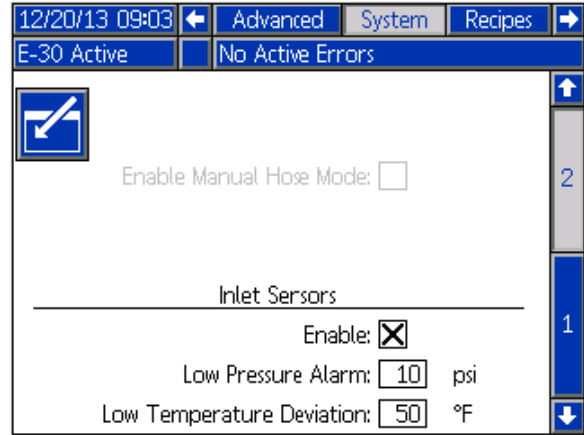 12/20/13 09:03 Advanced System Recipes
E-30 Active No Active Errors
Enable Manual Hose Mode:
2
Inlet Sensors
Enable:
1
Low Pressure Alarm: 10 psi
Low Temperature Deviation: 50 °F